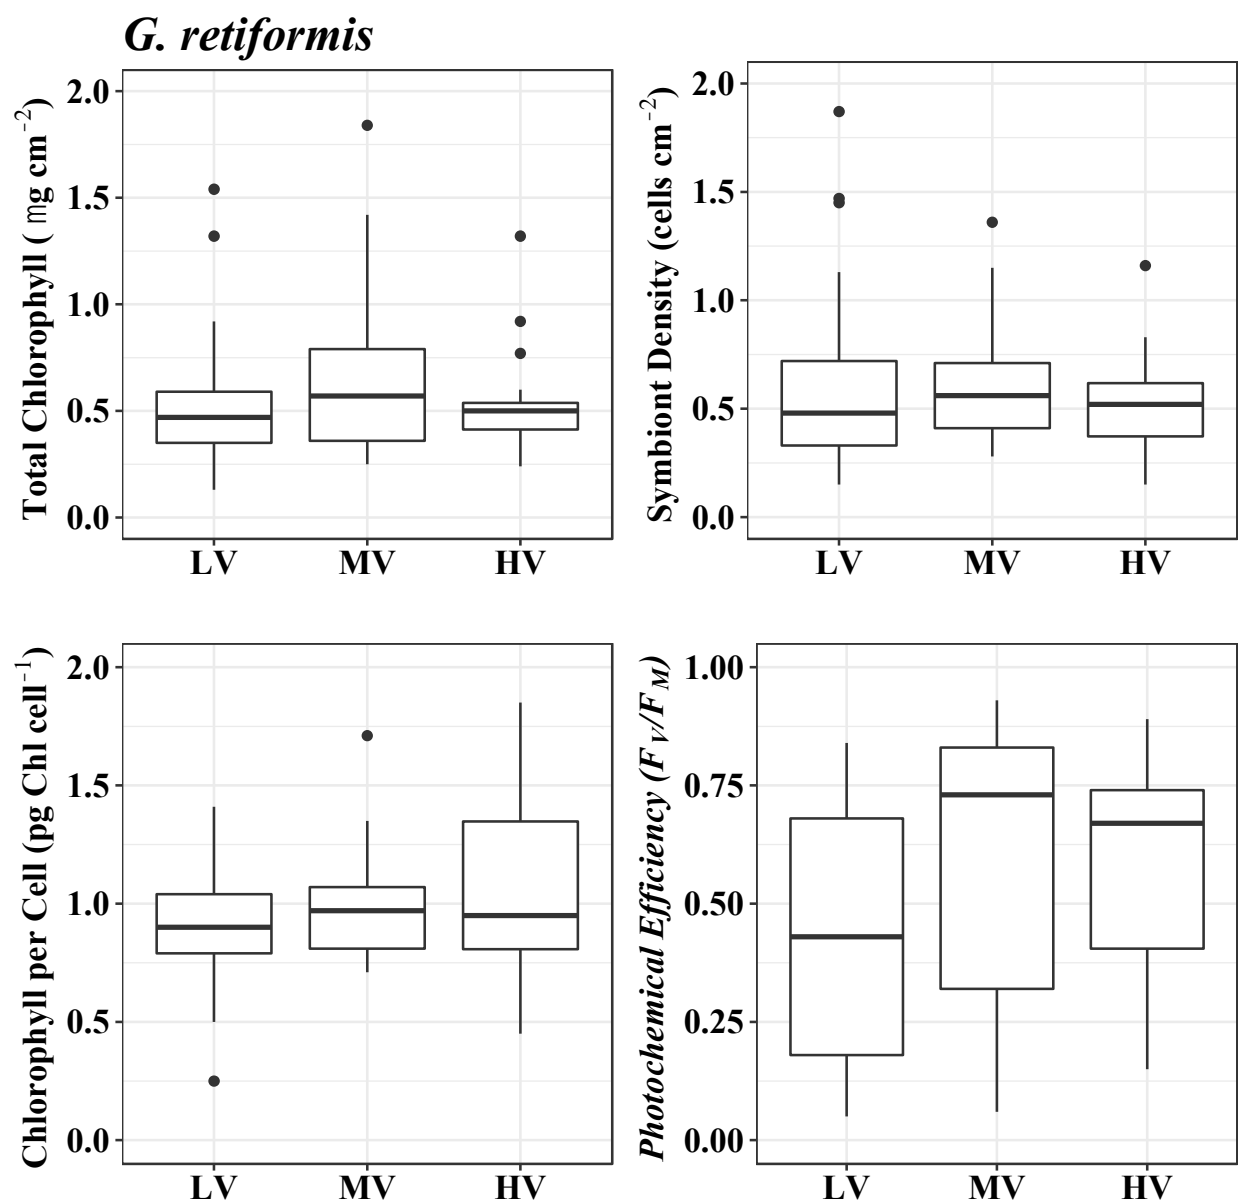 G. retiformis
Total Chlorophyll ( mg cm⁻²)
2.0
1.5
1.0
0.5
0.0
LV MV HV
Symbiont Density (cells cm⁻²)
2.0
1.5
1.0
0.5
0.0
LV MV HV
Chlorophyll per Cell (pg Chl cell⁻¹)
2.0
1.5
1.0
0.5
0.0
LV MV HV
Photochemical Efficiency (F_V/F_M)
1.00
0.75
0.50
0.25
0.00
LV MV HV